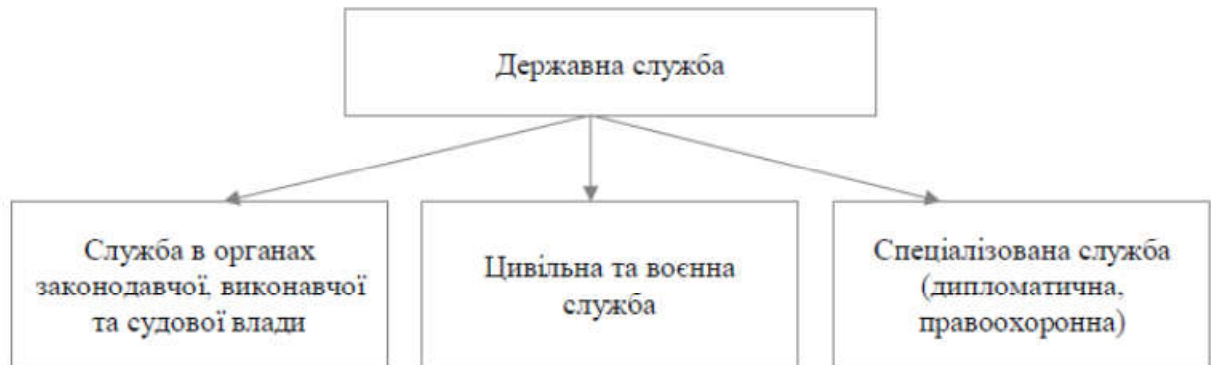 Державна служба
Служба в органах
законодавчої, виконавчої
та судової влади
Цивільна та воєнна
служба
Спеціалізована служба
(дипломатична,
правоохоронна)